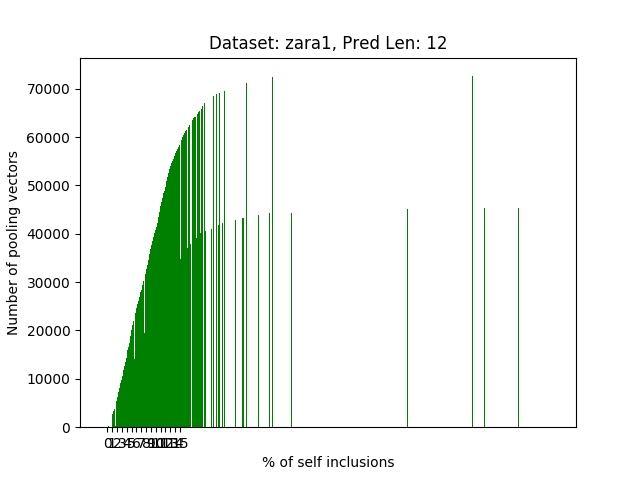 Dataset: zara1, Pred Len: 12
Number of pooling vectors
70000
60000
50000
40000
30000
20000
10000
0
% of self inclusions